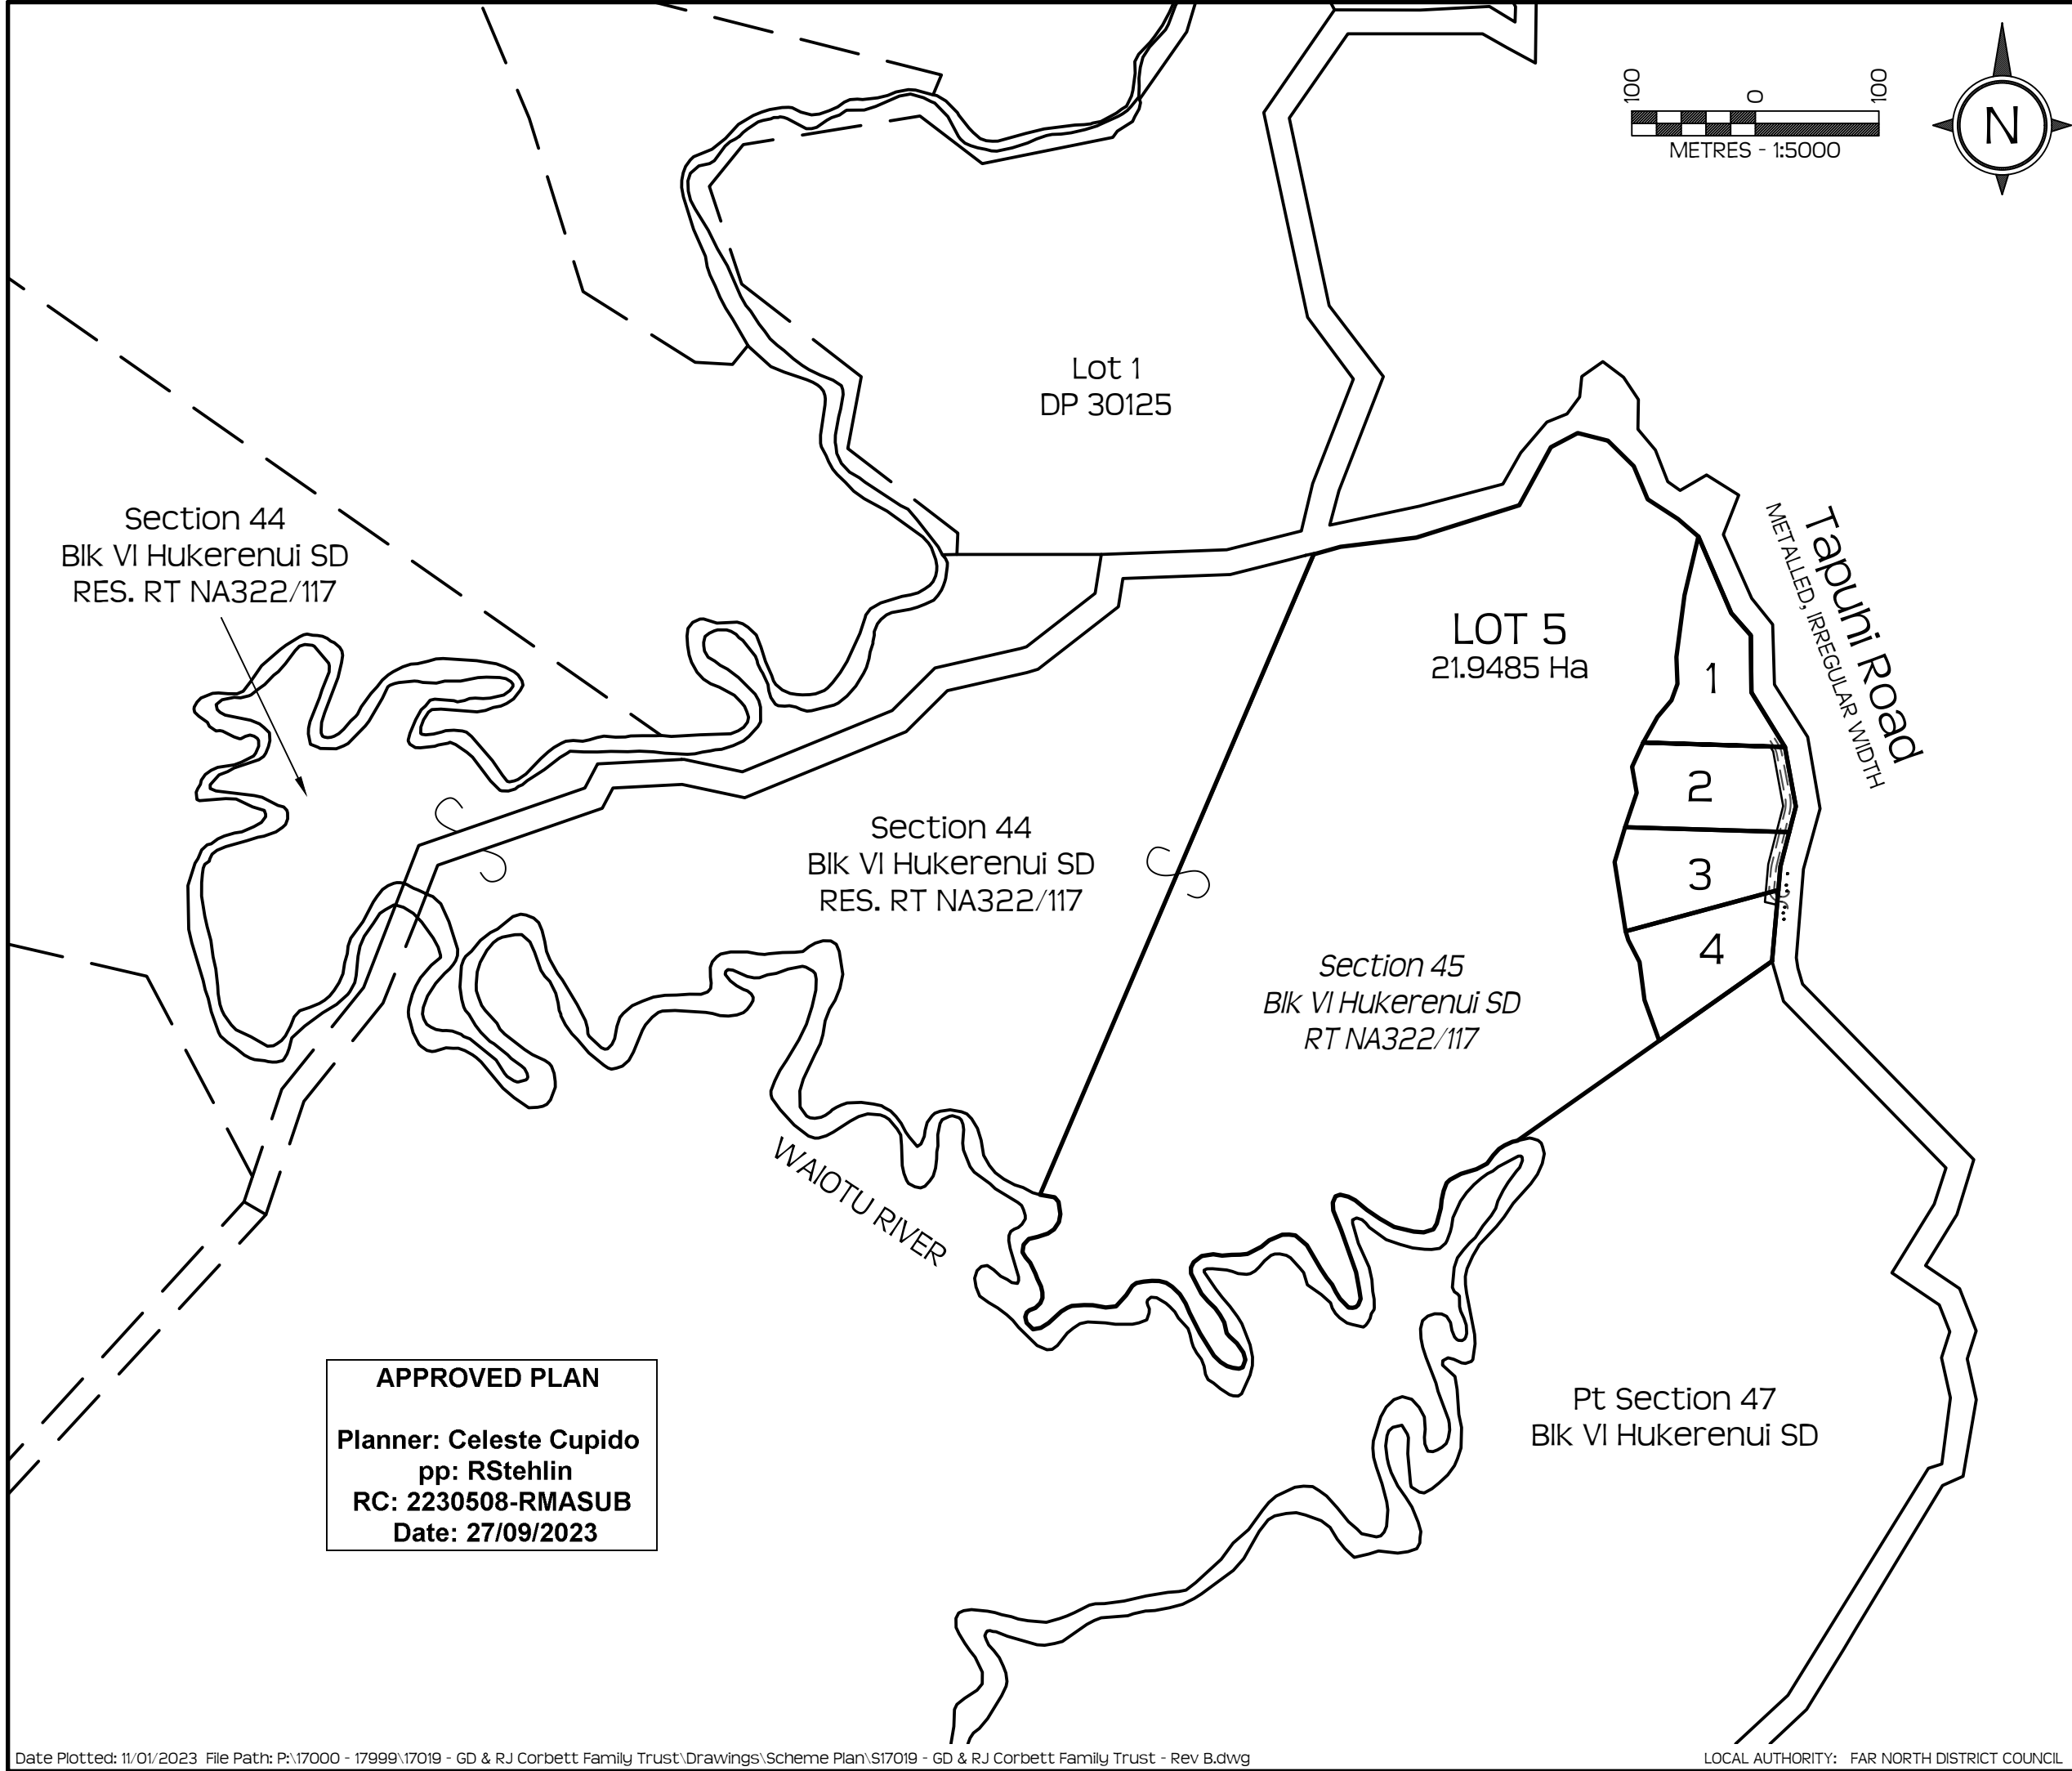 100
0
100
METRES - 1:5000
N
Lot 1
DP 30125
Section 44
Blk VI Hukerenui SD
RES. RT NA322/117
Tapuhi Road
METALLED, IRREGULAR WIDTH
LOT 5
21.9485 Ha
1
2
3
4
Section 44
Blk VI Hukerenui SD
RES. RT NA322/117
Section 45
Blk VI Hukerenui SD
RT NA322/117
WAIOTU RIVER
APPROVED PLAN
Planner: Celeste Cupido
pp: RStehlin
RC: 2230508-RMASUB
Date: 27/09/2023
Pt Section 47
Blk VI Hukerenui SD
Date Plotted: 11/01/2023 File Path: P:\17000 - 17999\17019 - GD & RJ Corbett Family Trust\Drawings\Scheme Plan\S17019 - GD & RJ Corbett Family Trust - Rev B.dwg
LOCAL AUTHORITY: FAR NORTH DISTRICT COUNCIL